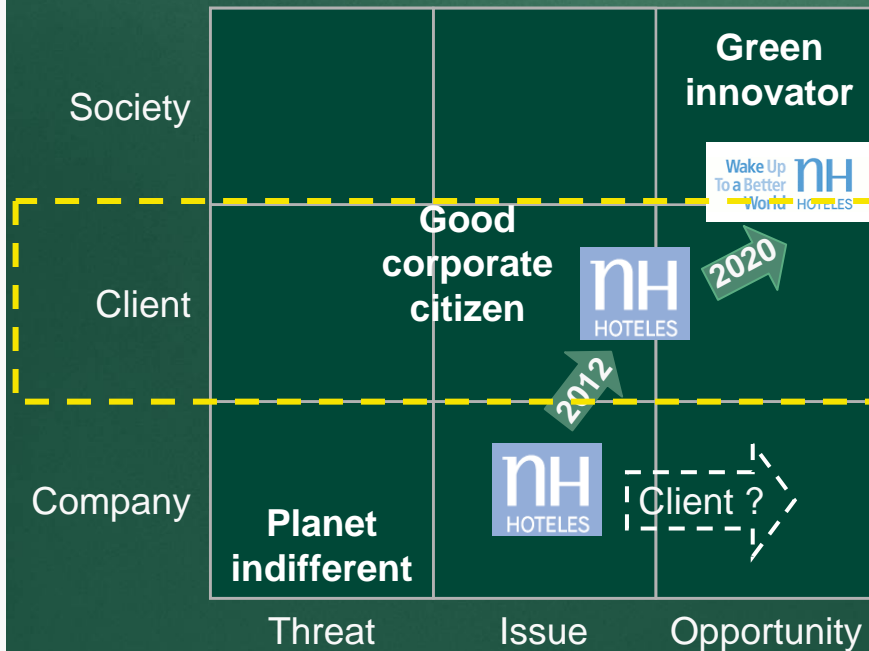 Green
innovator
Society
Wake Up
To a Better
World
nH
HOTELES
Good
corporate
citizen
2020
Client
nH
HOTELES
2012
Company
nH
HOTELES
Client ?
Planet
indifferent
Threat
Issue
Opportunity